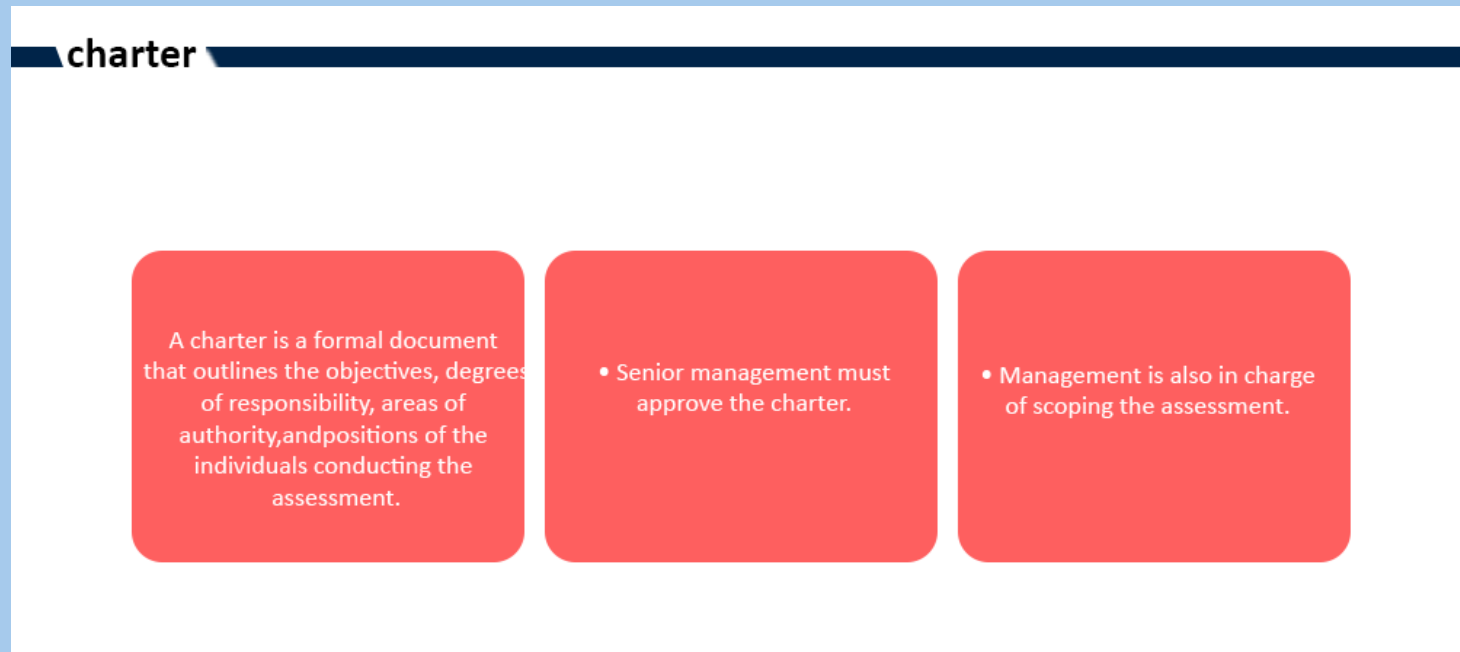 charter
A charter is a formal document
that outlines the objectives, degrees
of responsibility, areas of
authority,andpositions of the
individuals conducting the
assessment.
• Senior management must
approve the charter.
• Management is also in charge
of scoping the assessment.